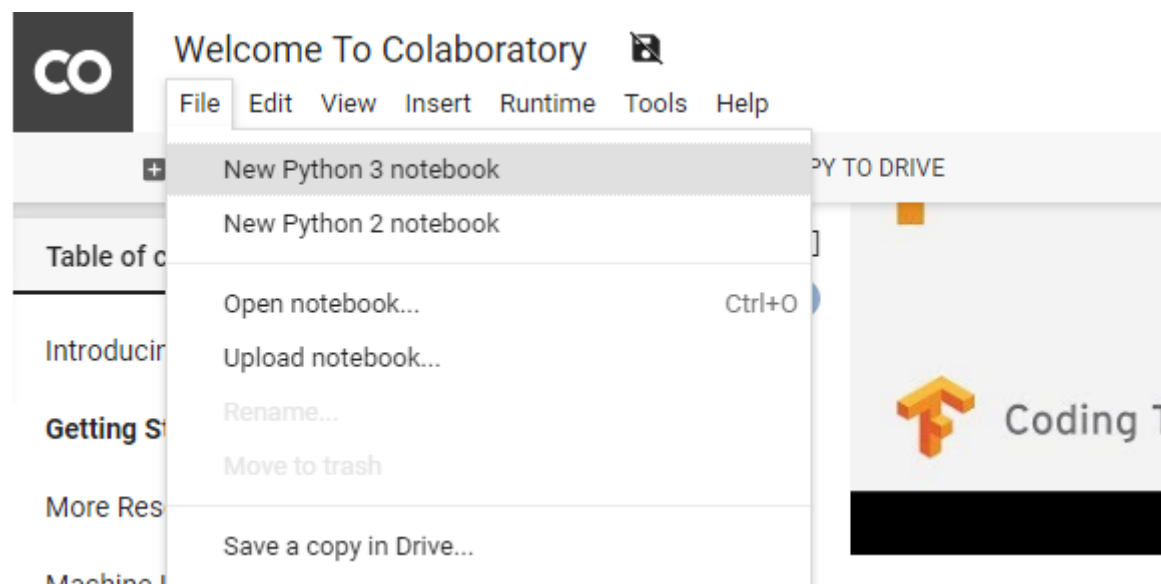 CO
Welcome To Colaboratory
File Edit View Insert Runtime Tools Help
New Python 3 notebook
PY TO DRIVE
New Python 2 notebook
Table of c
]
Open notebook... Ctrl+O
Introducin
Upload notebook...
Rename...
Getting St
Coding T
Move to trash
More Res
Save a copy in Drive...
Machine L